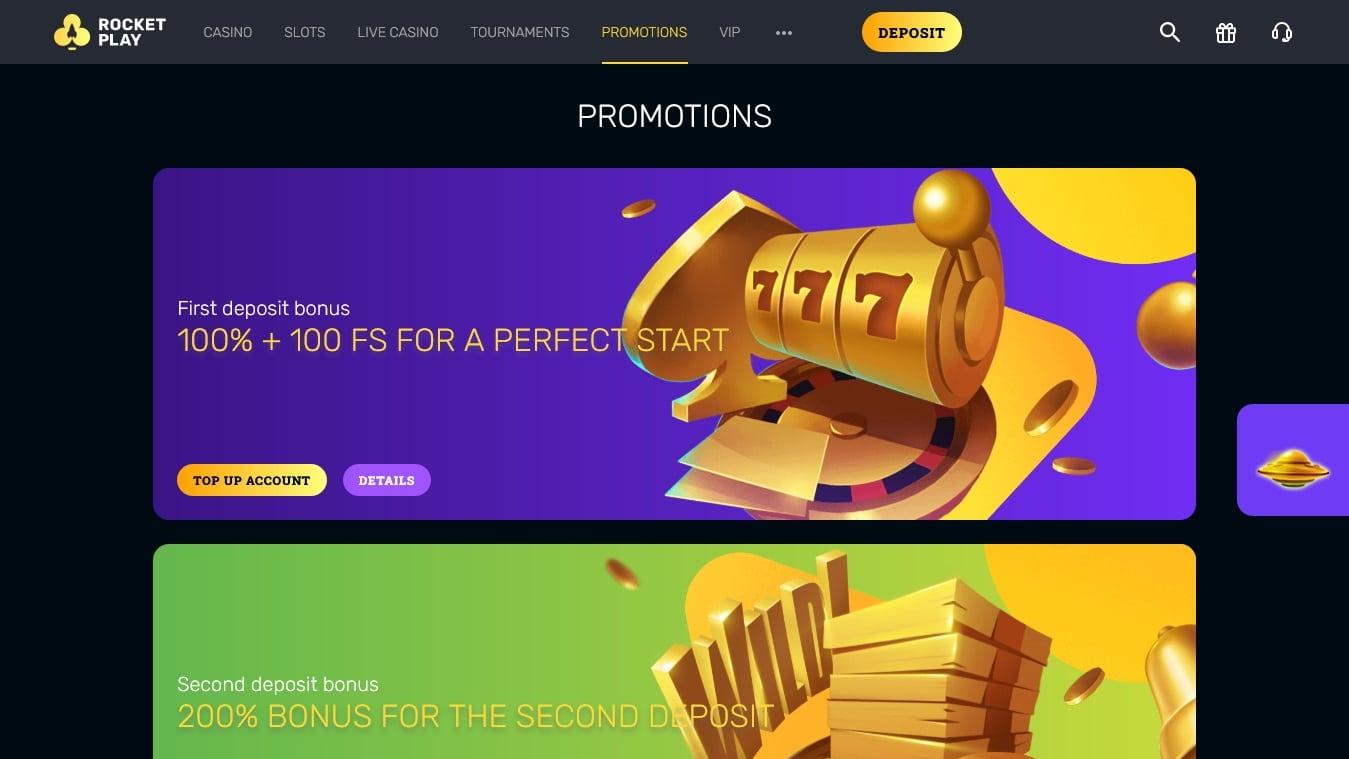 ROCKET
PLAY
CASINO SLOTS LIVE CASINO TOURNAMENTS PROMOTIONS VIP ••• DEPOSIT
PROMOTIONS
777
First deposit bonus
100% + 100 FS FOR A PERFECT START
TOP UP ACCOUNT DETAILS
WILD
Second deposit bonus
200% BONUS FOR THE SECOND DEPOSIT